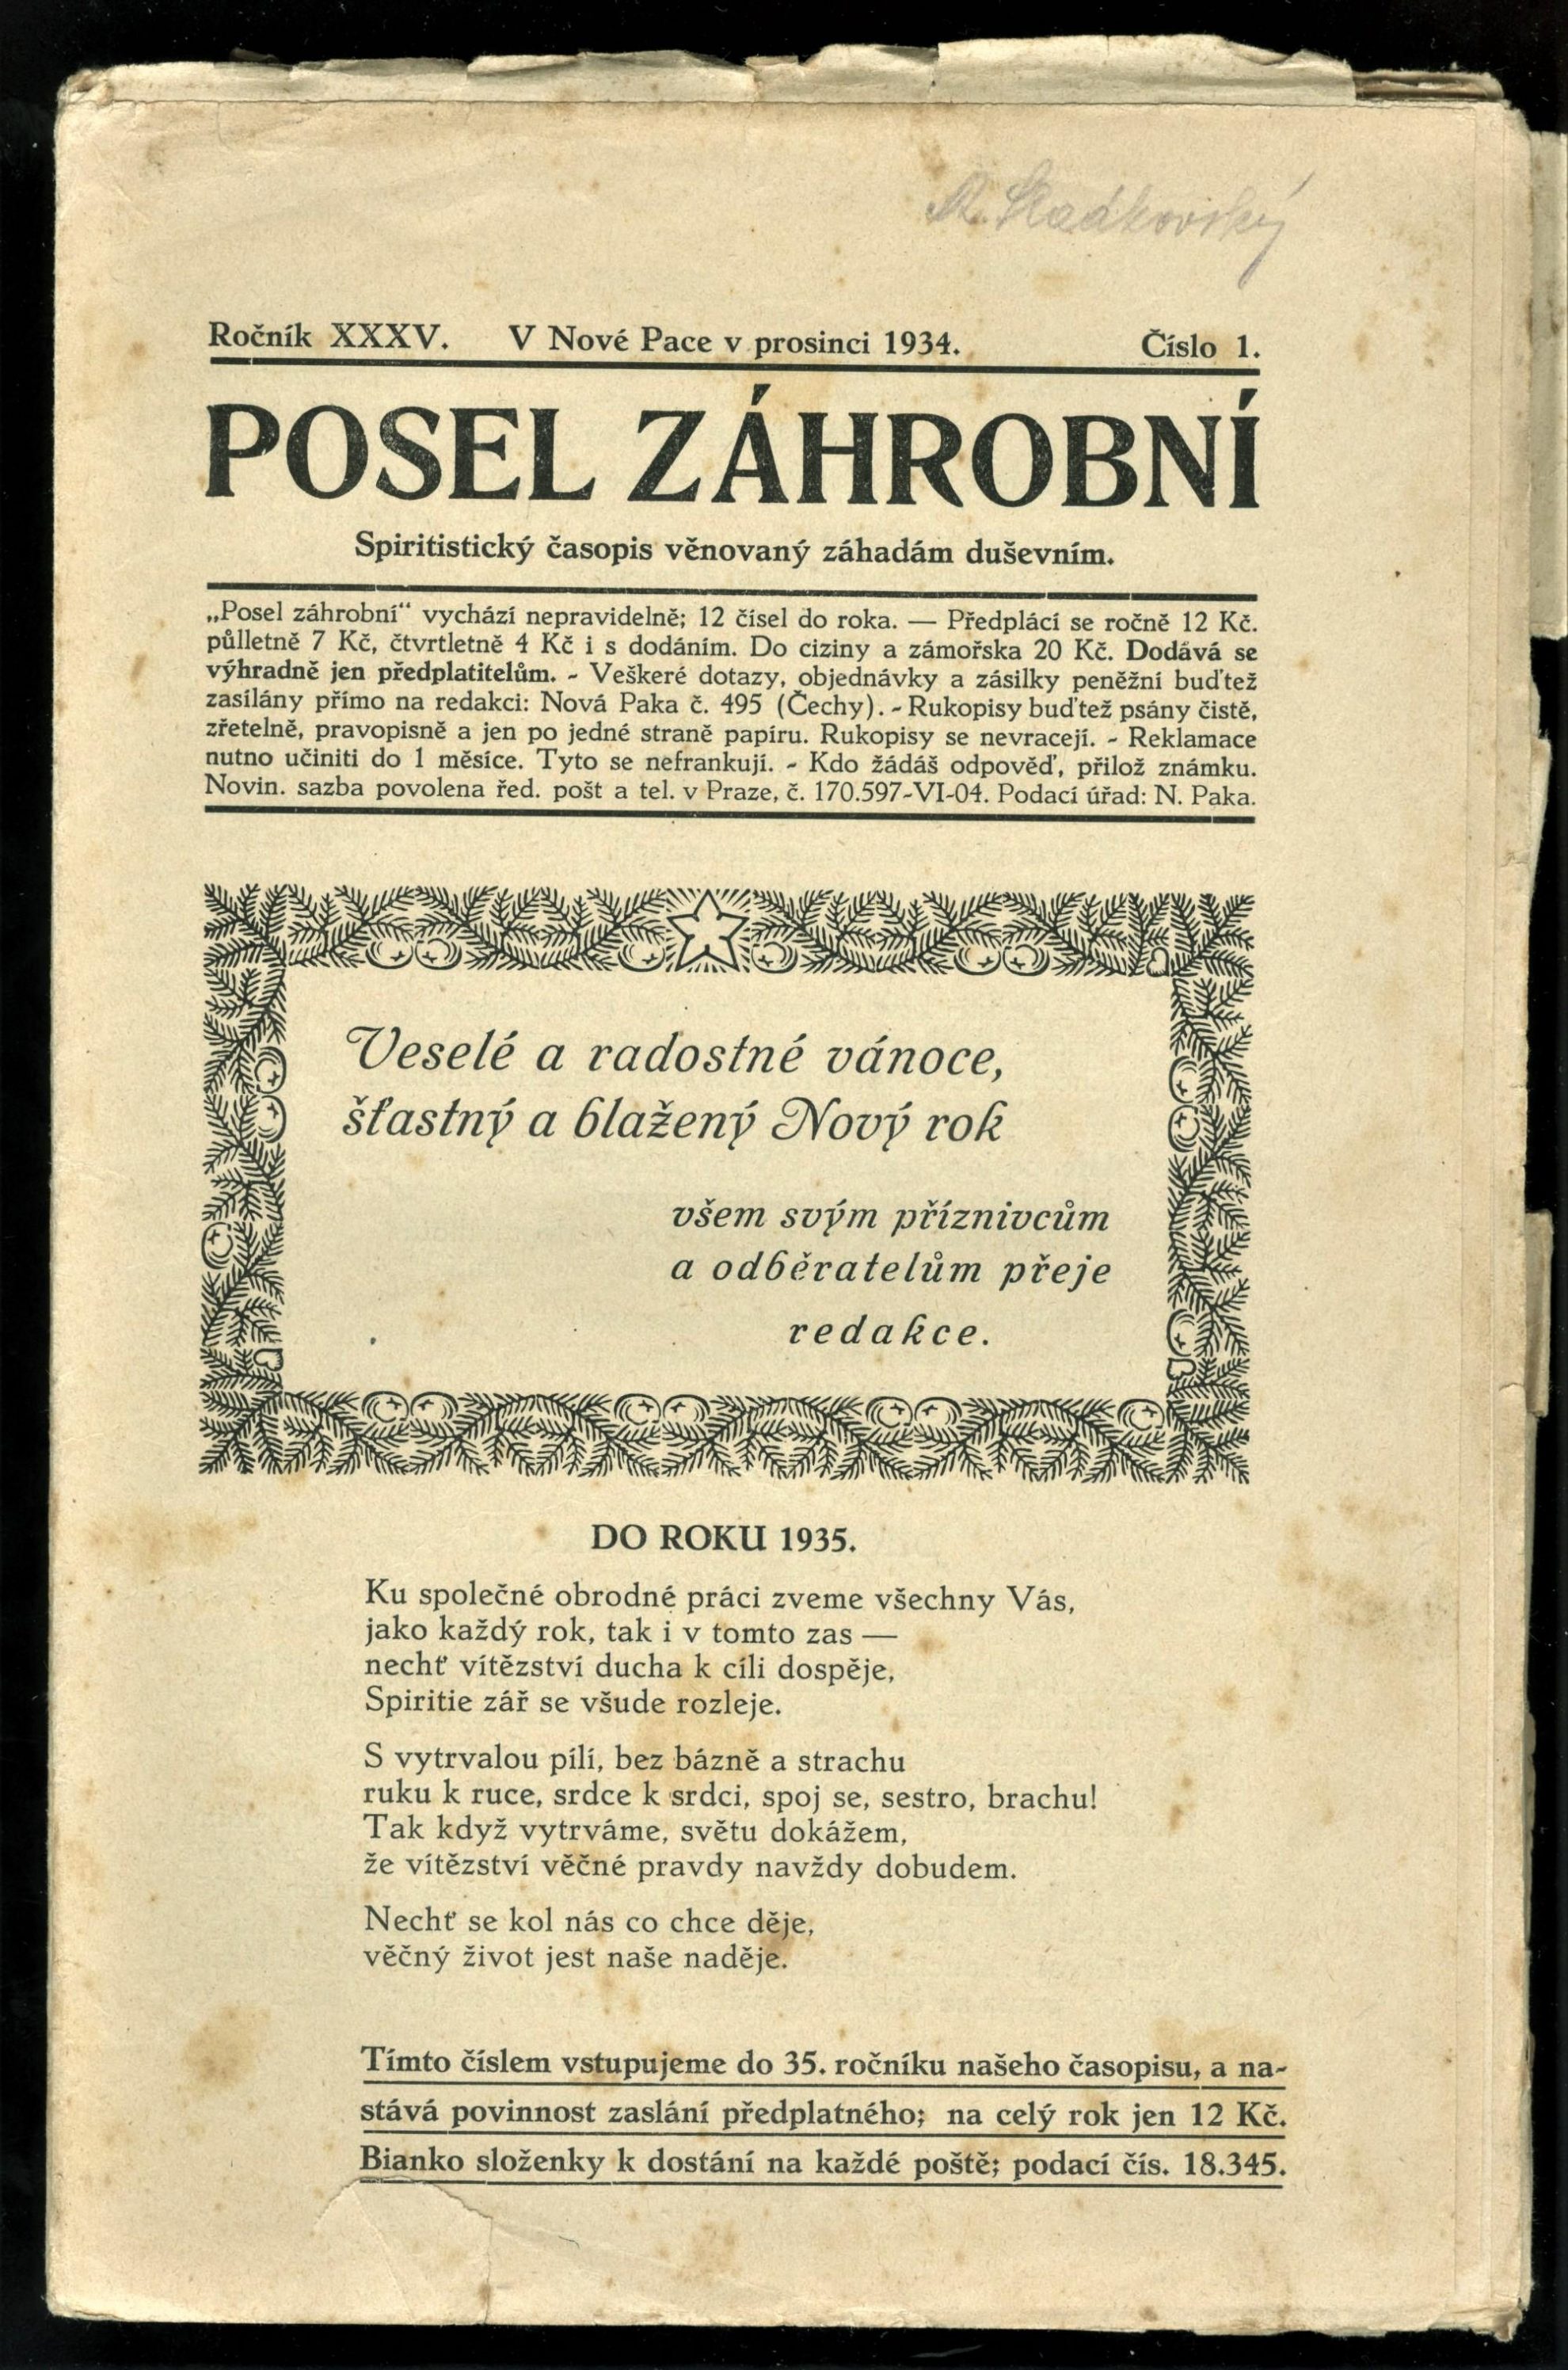 R. Sladkovský
Ročník XXXV. V Nové Pace v prosinci 1934. Číslo 1.
POSEL ZÁHROBNÍ
Spiritistický časopis věnovaný záhadám duševním.
„Posel záhrobní“ vychází nepravidelně; 12 čísel do roka. — Předplácí se ročně 12 Kč.
půlletně 7 Kč, čtvrtletně 4 Kč i s dodáním. Do ciziny a zámořska 20 Kč. Dodává se
výhradně jen předplatitelům. - Veškeré dotazy, objednávky a zásilky peněžní buďtež
zasílány přímo na redakci: Nová Paka č. 495 (Čechy). - Rukopisy buďtež psány čistě,
zřetelně, pravopisně a jen po jedné straně papíru. Rukopisy se nevracejí. - Reklamace
nutno učiniti do 1 měsíce. Tyto se nefrankují. - Kdo žádáš odpověď, přilož známku.
Novin. sazba povolena řed. pošt a tel. v Praze, č. 170.597-VI-04. Podací úřad: N. Paka.
Veselé a radostné vánoce,
šťastný a blažený Nový rok
všem svým příznivcům
a odběratelům přeje
redakce.
DO ROKU 1935.
Ku společné obrodné práci zveme všechny Vás,
jako každý rok, tak i v tomto zas —
nechť vítězství ducha k cíli dospěje,
Spiritie zář se všude rozleje.
S vytrvalou pílí, bez bázně a strachu
ruku k ruce, srdce k srdci, spoj se, sestro, brachu!
Tak když vytrváme, světu dokážem,
že vítězství věčné pravdy navždy dobudem.
Nechť se kol nás co chce děje,
věčný život jest naše naděje.
Tímto číslem vstupujeme do 35. ročníku našeho časopisu, a na-
stává povinnost zaslání předplatného; na celý rok jen 12 Kč.
Bianko složenky k dostání na každé poště; podací čís. 18.345.